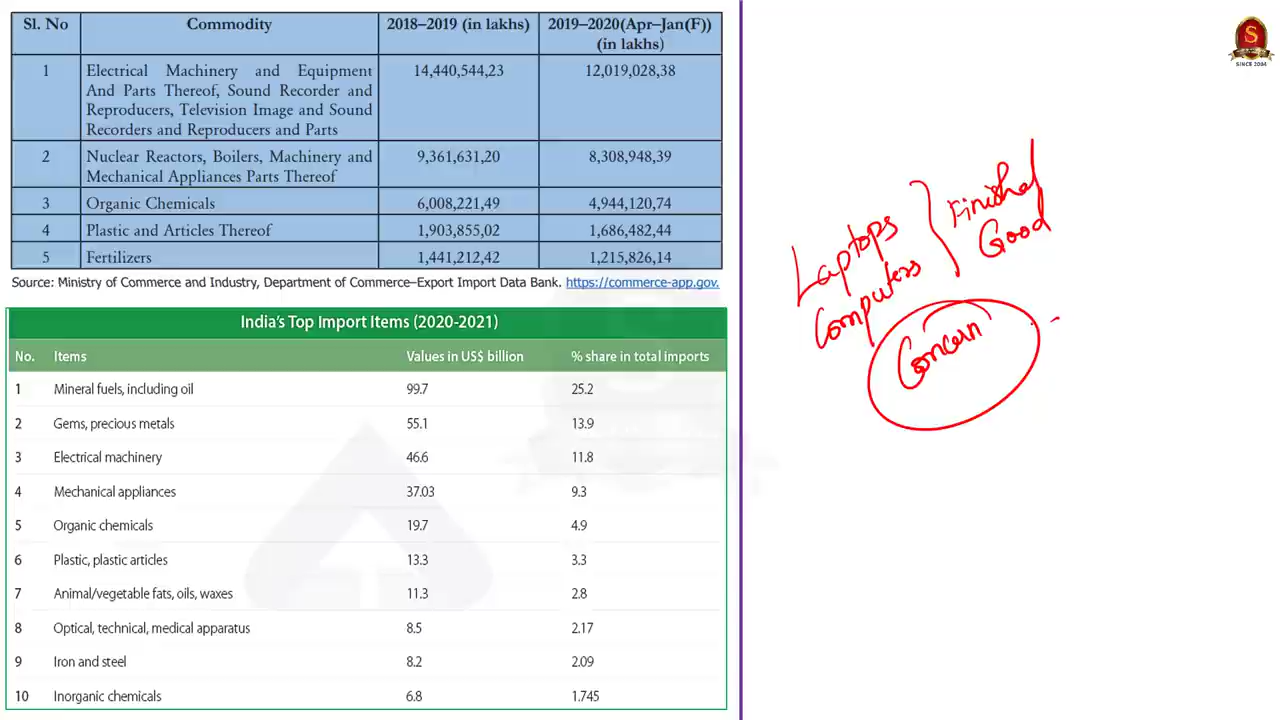 Sl. No Commodity 2018–2019 (in lakhs) 2019–2020(Apr–Jan(F))
(in lakhs)
1 Electrical Machinery and Equipment 14,440,544,23 12,019,028,38
And Parts Thereof, Sound Recorder and
Reproducers, Television Image and Sound
Recorders and Reproducers and Parts
2 Nuclear Reactors, Boilers, Machinery and 9,361,631,20 8,308,948,39
Mechanical Appliances Parts Thereof
3 Organic Chemicals 6,008,221,49 4,944,120,74
4 Plastic and Articles Thereof 1,903,855,02 1,686,482,44
5 Fertilizers 1,441,212,42 1,215,826,14
Source: Ministry of Commerce and Industry, Department of Commerce–Export Import Data Bank. https://commerce-app.gov.
India's Top Import Items (2020-2021)
No. Items Values in US$ billion % share in total imports
1 Mineral fuels, including oil 99.7 25.2
2 Gems, precious metals 55.1 13.9
3 Electrical machinery 46.6 11.8
4 Mechanical appliances 37.03 9.3
5 Organic chemicals 19.7 4.9
6 Plastic, plastic articles 13.3 3.3
7 Animal/vegetable fats, oils, waxes 11.3 2.8
8 Optical, technical, medical apparatus 8.5 2.17
9 Iron and steel 8.2 2.09
10 Inorganic chemicals 6.8 1.745
Laptops
Computers
Finished
Good
Concern
S
SINCE 2004